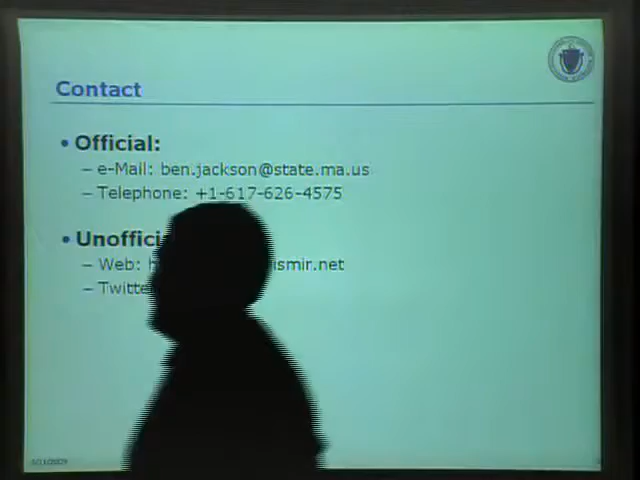 Contact
• Official:
– e-Mail: ben.jackson@state.ma.us
– Telephone: +1-617-626-4575
• Unoffici
– Web: h ismir.net
– Twitte